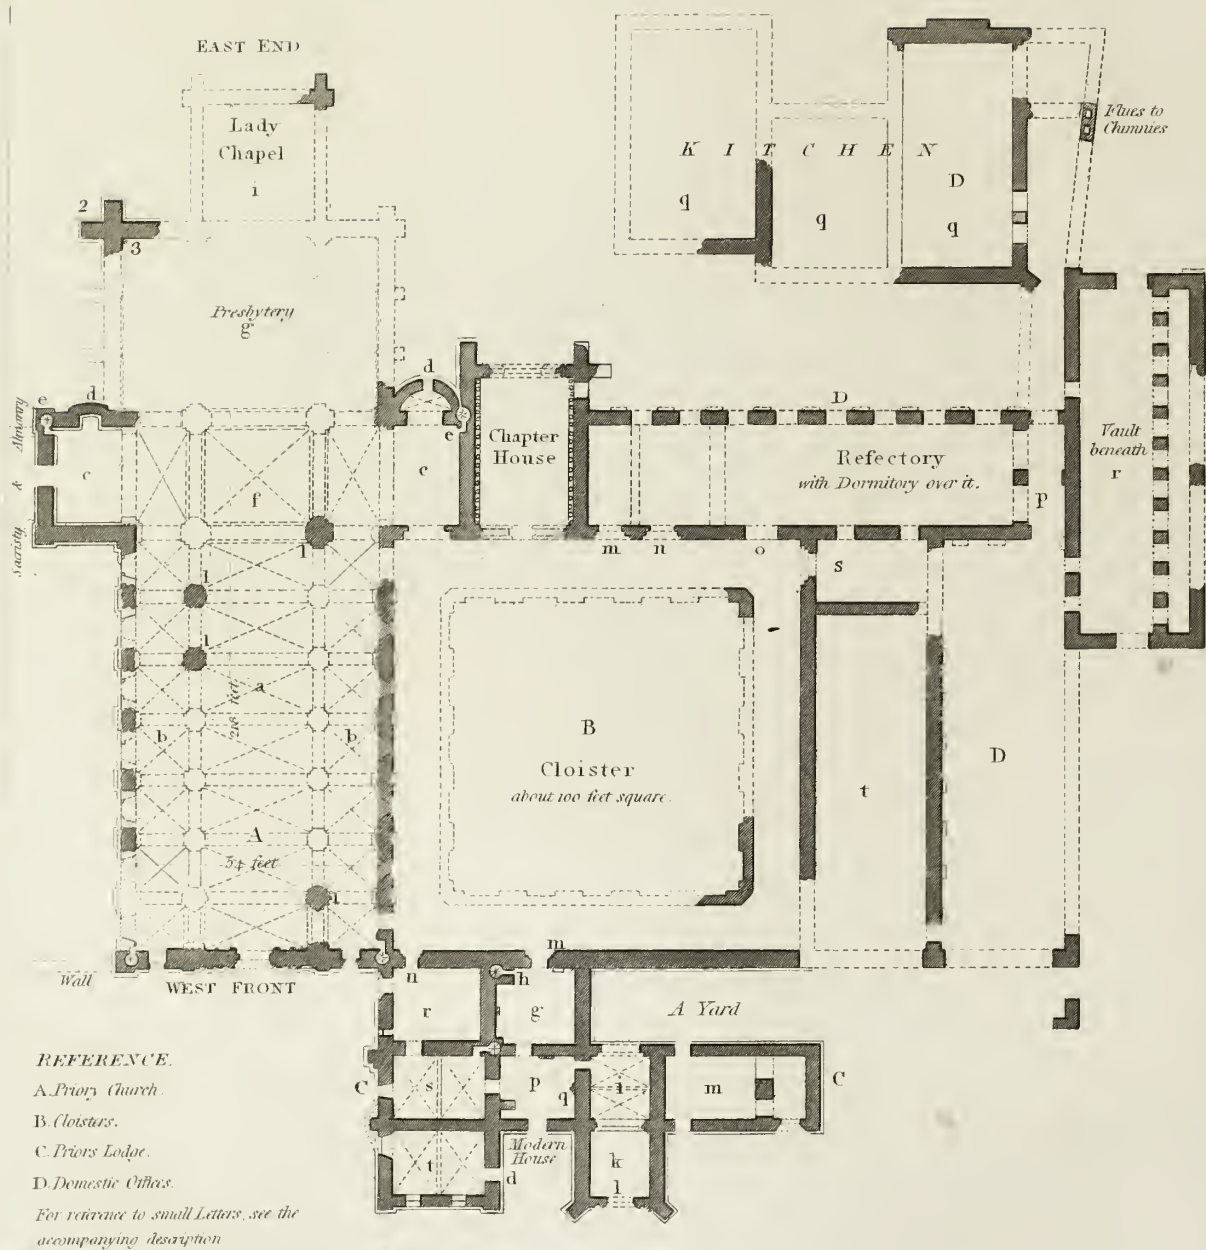 EAST END
Lady
Chapel
i
Flues to
Chimnies
K I T C H E N
D
q
q
q
2
3
Presbytery
g
d
e
d
Sacristy & Almonry
c
f
c
e
Chapter
House
D
Refectory
with Dormitory over it.
p
Vault
beneath
r
1
m
n
o
s
1
1
a
216 feet
b
b
B
Cloister
about 100 feet square.
t
D
A
54 feet
1
Wall
WEST FRONT
m
n
h
r
g
A Yard
C
s
p
q
i
m
C
t
Modern
House
d
k
l
REFERENCE.
A. Priory Church.
B. Cloisters.
C. Priors Lodge.
D. Domestic Offices.
For reference to small Letters, see the
accompanying description